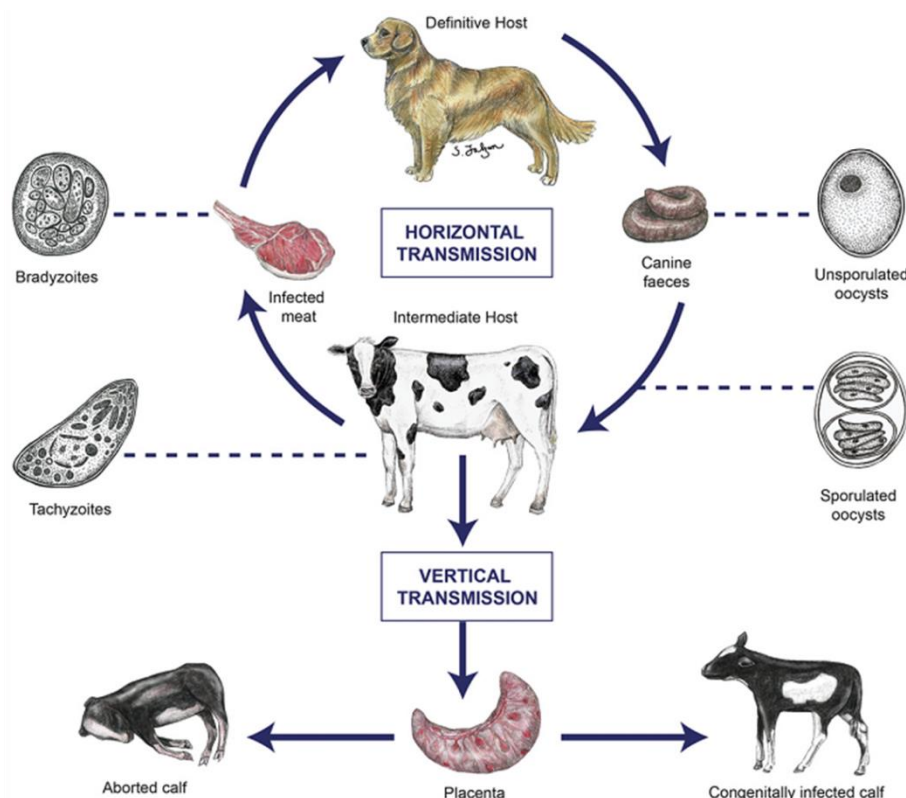 Definitive Host
S. Fazson
HORIZONTAL
TRANSMISSION
Bradyzoites
Infected
meat
Canine
faeces
Unsporulated
oocysts
Intermediate Host
Tachyzoites
Sporulated
oocysts
VERTICAL
TRANSMISSION
Aborted calf
Placenta
Congenitally infected calf